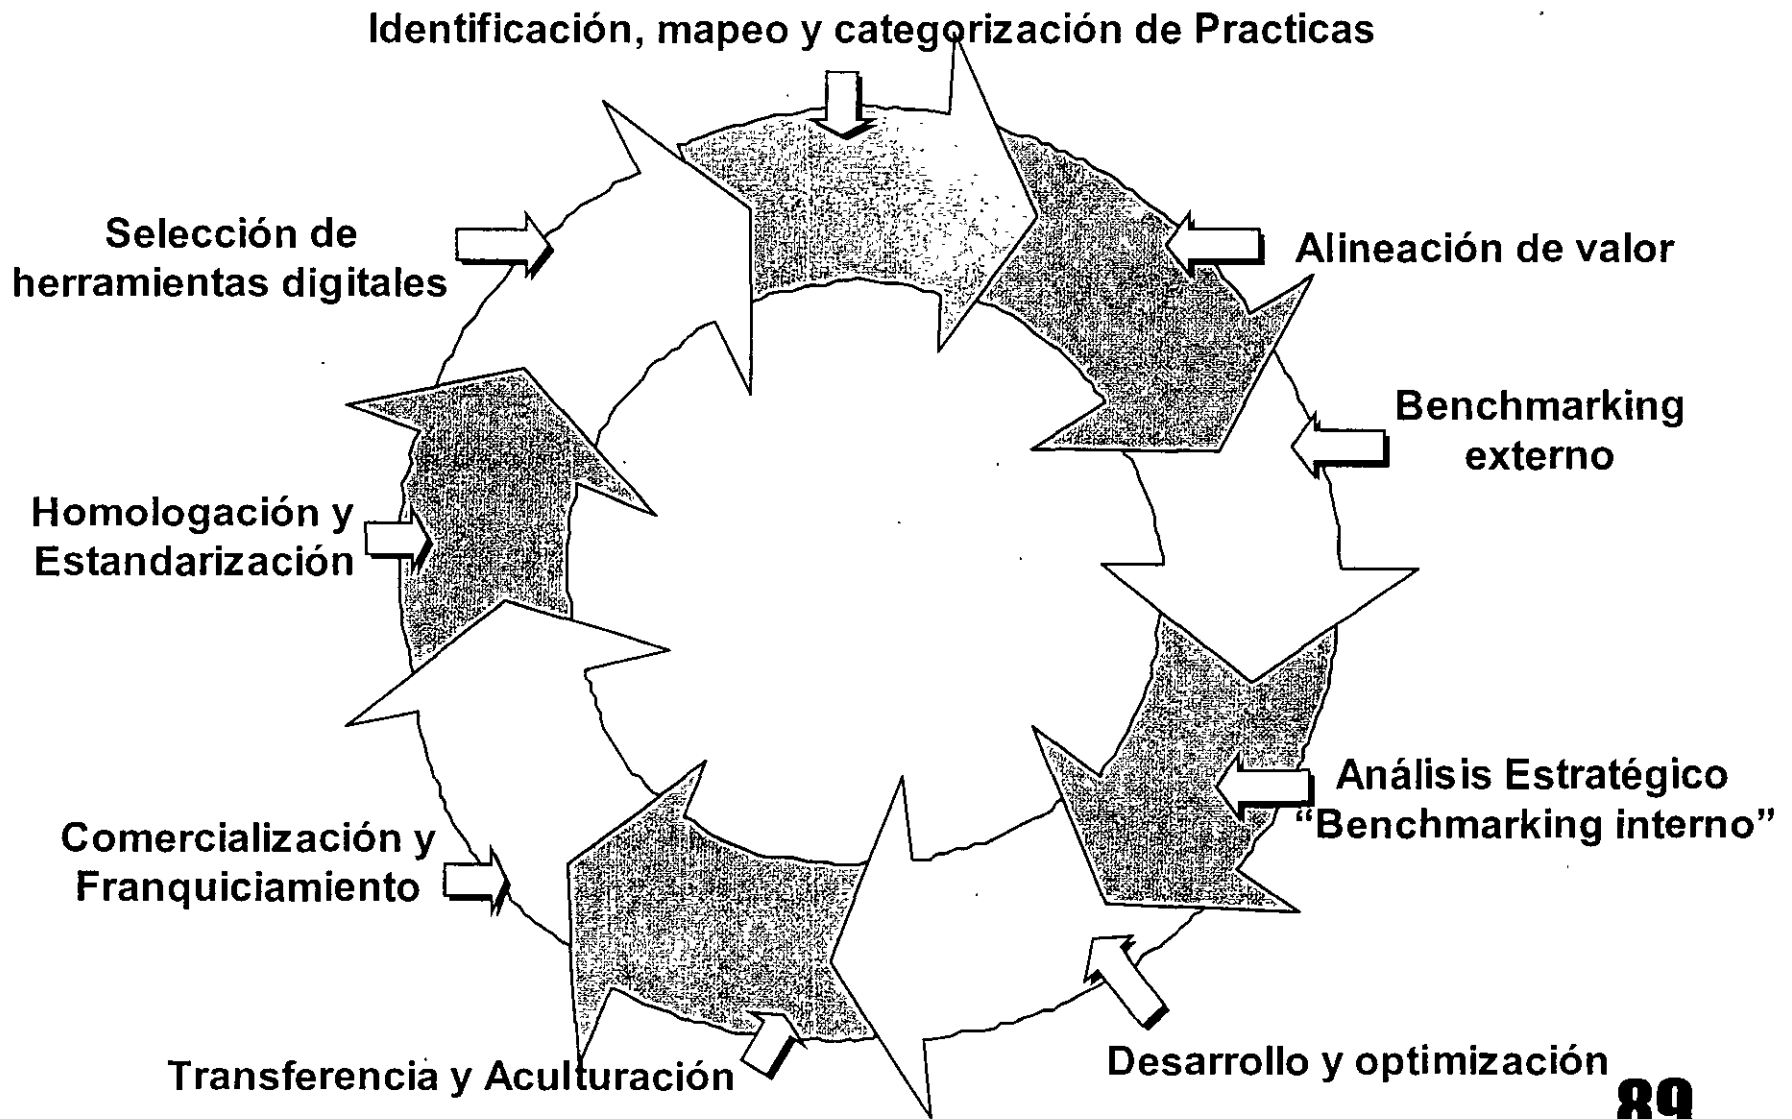 Identificación, mapeo y categorización de Practicas
Alineación de valor
Benchmarking
externo
Análisis Estratégico
“Benchmarking interno”
Desarrollo y optimización
Transferencia y Aculturación
Comercialización y
Franquiciamiento
Homologación y
Estandarización
Selección de
herramientas digitales
89